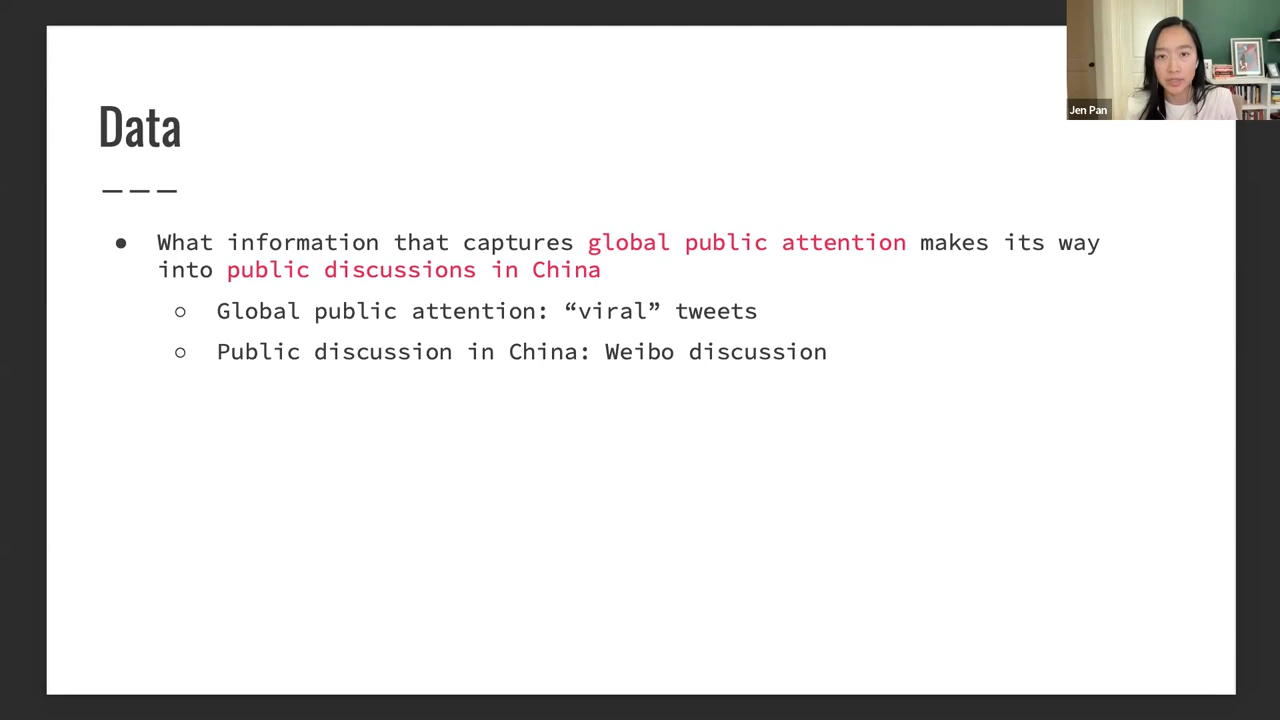 Data
Jen Pan
● What information that captures global public attention makes its way
into public discussions in China
○ Global public attention: “viral” tweets
○ Public discussion in China: Weibo discussion